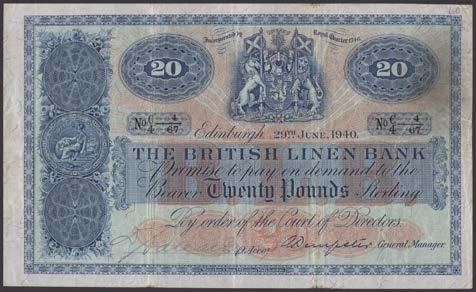 Incorporated by Royal Charter 1746.
20 20
No. C/4 4/67 No. C/4 4/67
Edinburgh, 29TH JUNE, 1940.
THE BRITISH LINEN BANK
Promise to pay on demand to the
Bearer Twenty Pounds Sterling
By order of the Court of Directors.
General Manager.